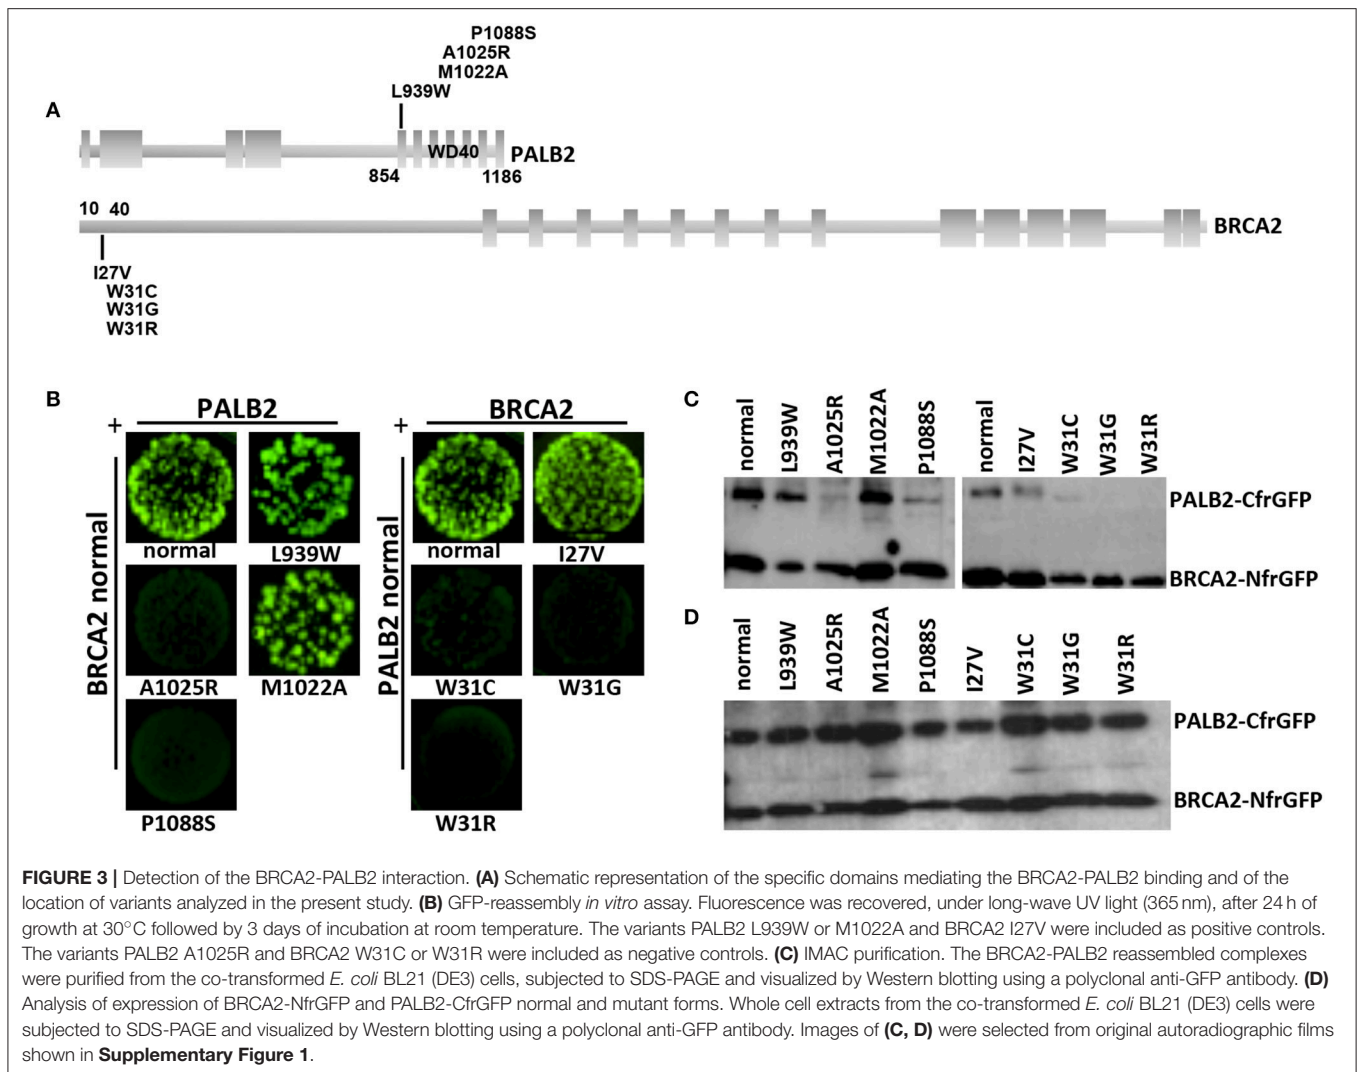 P1088S
A1025R
M1022A
L939W
A
WD40
PALB2
854
1186
10 40
BRCA2
I27V
W31C
W31G
W31R
B
PALB2
BRCA2
+
+
BRCA2 normal
PALB2 normal
normal
L939W
normal
I27V
A1025R
M1022A
W31C
W31G
P1088S
W31R
C
normal
L939W
A1025R
M1022A
P1088S
normal
I27V
W31C
W31G
W31R
PALB2-CfrGFP
BRCA2-NfrGFP
D
normal
L939W
A1025R
M1022A
P1088S
I27V
W31C
W31G
W31R
PALB2-CfrGFP
BRCA2-NfrGFP
FIGURE 3 | Detection of the BRCA2-PALB2 interaction. (A) Schematic representation of the specific domains mediating the BRCA2-PALB2 binding and of the
location of variants analyzed in the present study. (B) GFP-reassembly in vitro assay. Fluorescence was recovered, under long-wave UV light (365 nm), after 24 h of
growth at 30°C followed by 3 days of incubation at room temperature. The variants PALB2 L939W or M1022A and BRCA2 I27V were included as positive controls.
The variants PALB2 A1025R and BRCA2 W31C or W31R were included as negative controls. (C) IMAC purification. The BRCA2-PALB2 reassembled complexes
were purified from the co-transformed E. coli BL21 (DE3) cells, subjected to SDS-PAGE and visualized by Western blotting using a polyclonal anti-GFP antibody. (D)
Analysis of expression of BRCA2-NfrGFP and PALB2-CfrGFP normal and mutant forms. Whole cell extracts from the co-transformed E. coli BL21 (DE3) cells were
subjected to SDS-PAGE and visualized by Western blotting using a polyclonal anti-GFP antibody. Images of (C, D) were selected from original autoradiographic films
shown in Supplementary Figure 1.